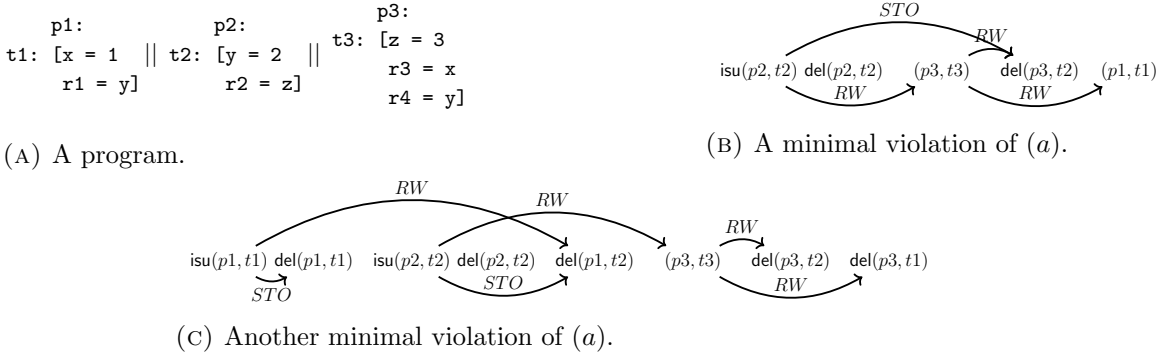 p1: p2: p3:
t1: [x = 1 || t2: [y = 2 || t3: [z = 3
r1 = y] r2 = z] r3 = x
r4 = y]
(A) A program.
STO
RW
isu(p2, t2) del(p2, t2) (p3, t3) del(p3, t2) (p1, t1)
RW RW
(B) A minimal violation of (a).
RW RW RW
isu(p1, t1) del(p1, t1) isu(p2, t2) del(p2, t2) del(p1, t2) (p3, t3) del(p3, t2) del(p3, t1)
STO STO RW
(C) Another minimal violation of (a).